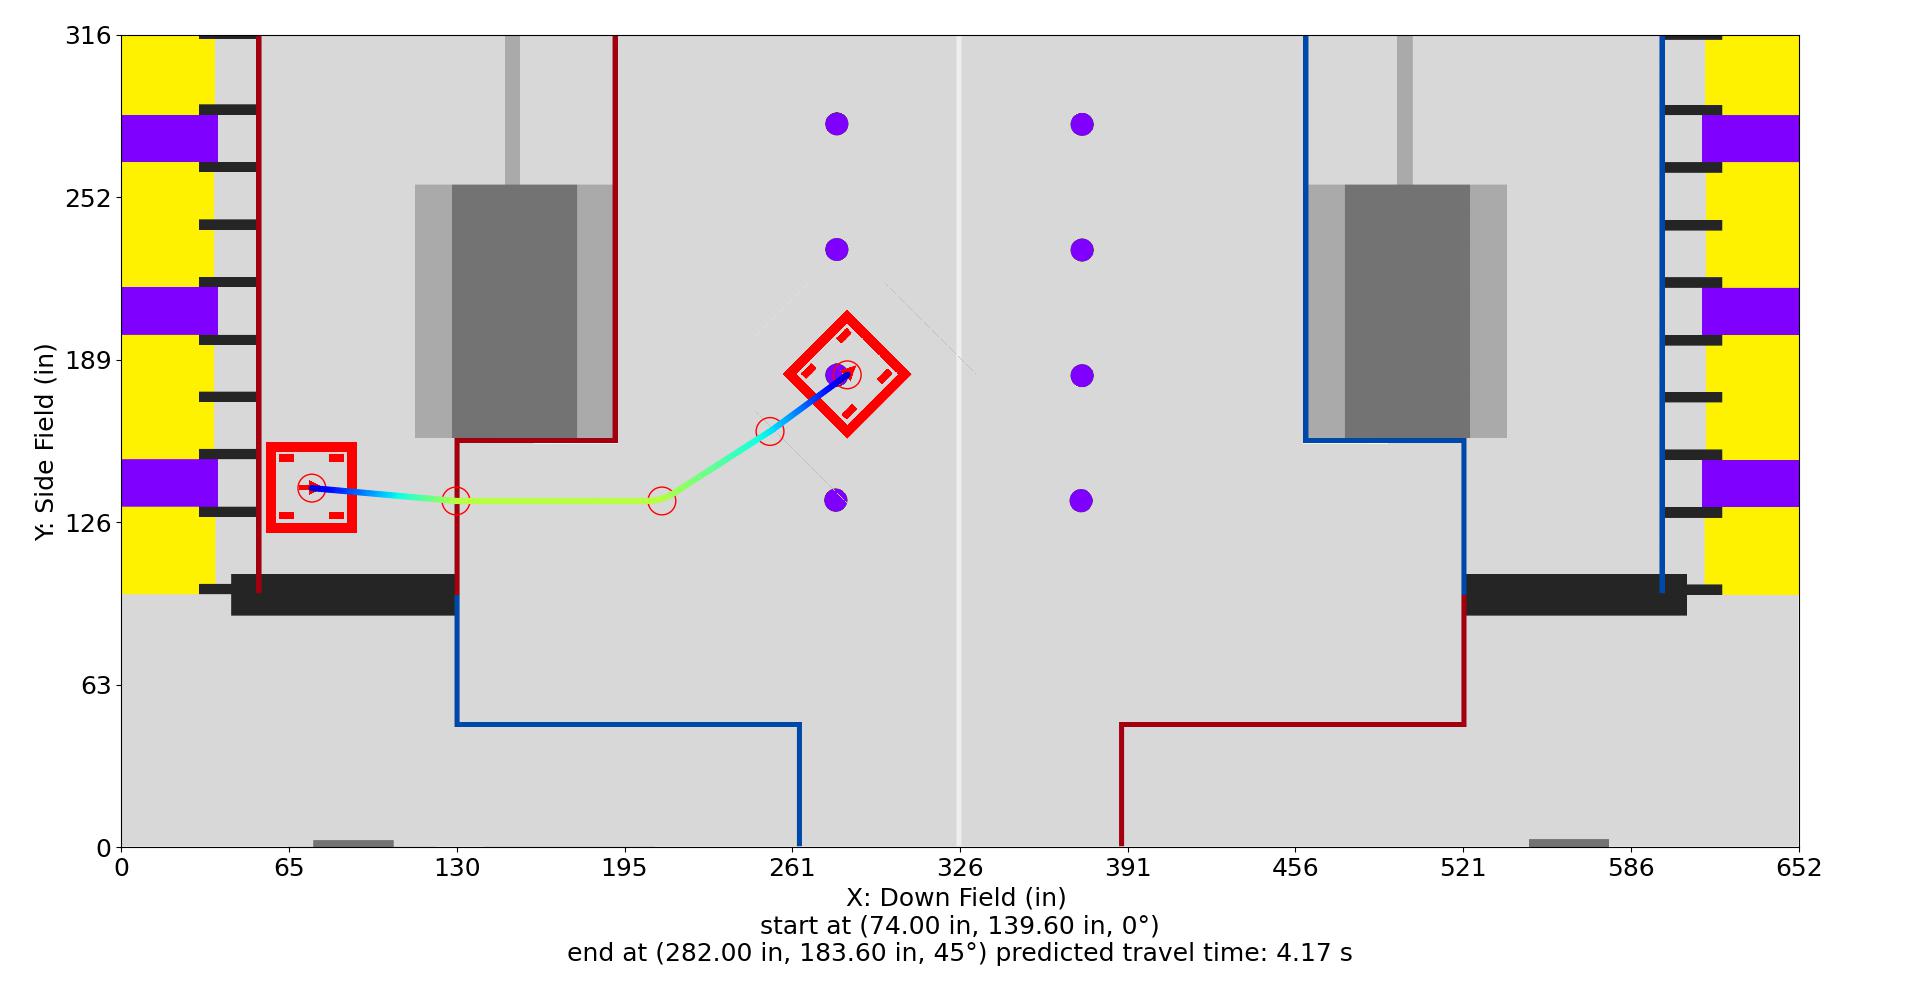 316
252
189
126
63
0
Y: Side Field (in)
0 65 130 195 261 326 391 456 521 586 652
X: Down Field (in)
start at (74.00 in, 139.60 in, 0°)
end at (282.00 in, 183.60 in, 45°) predicted travel time: 4.17 s